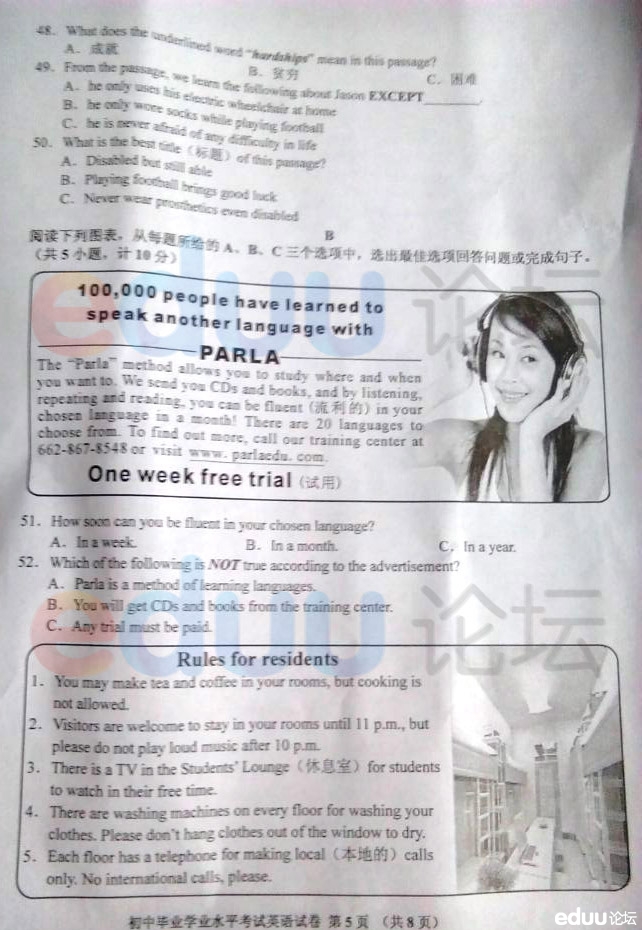 48. What does the underlined word "hardships" mean in this passage?
A. 成就 B. 贫穷 C. 困难
49. From the passage, we learn the following about Jason EXCEPT________.
A. he only uses his electric wheelchair at home
B. he only wore socks while playing football
C. he is never afraid of any difficulty in life
50. What is the best title（标题）of this passage?
A. Disabled but still able
B. Playing football brings good luck
C. Never wear prosthetics even disabled
B
阅读下列图表，从每题所给的 A、B、C 三个选项中，选出最佳选项回答问题或完成句子。
（共 5 小题，计 10 分）
100,000 people have learned to
speak another language with
PARLA
The "Parla" method allows you to study where and when
you want to. We send you CDs and books, and by listening,
repeating and reading, you can be fluent (流利的) in your
chosen language in a month! There are 20 languages to
choose from. To find out more, call our training center at
662-867-8548 or visit www.parlaedu.com.
One week free trial (试用)
51. How soon can you be fluent in your chosen language?
A. In a week. B. In a month. C. In a year.
52. Which of the following is NOT true according to the advertisement?
A. Parla is a method of learning languages.
B. You will get CDs and books from the training center.
C. Any trial must be paid.
Rules for residents
1. You may make tea and coffee in your rooms, but cooking is
not allowed.
2. Visitors are welcome to stay in your rooms until 11 p.m., but
please do not play loud music after 10 p.m.
3. There is a TV in the Students' Lounge（休息室）for students
to watch in their free time.
4. There are washing machines on every floor for washing your
clothes. Please don't hang clothes out of the window to dry.
5. Each floor has a telephone for making local（本地的）calls
only. No international calls, please.
初中毕业学业水平考试英语试卷 第 5 页 （共 8 页）
eduu论坛
eduu论坛
eduu论坛